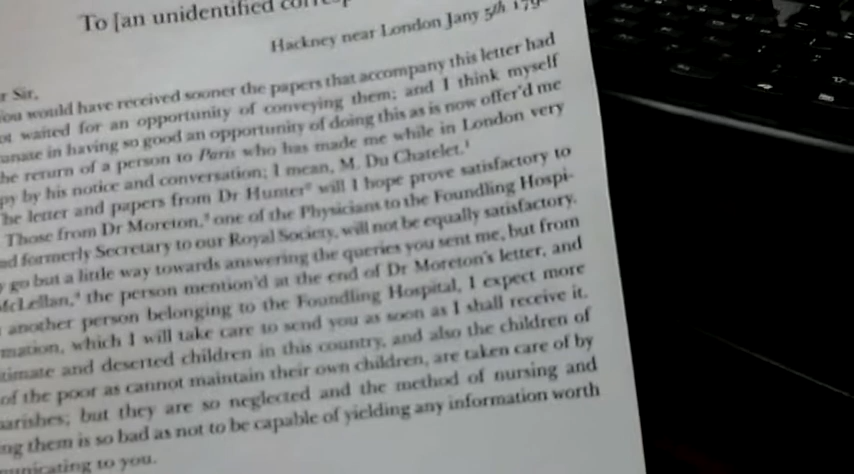 To [an unidentified
Hackney near London Jany 5th 179
r Sir,
ou would have received sooner the papers that accompany this letter had
ot waited for an opportunity of conveying them; and I think myself
unate in having so good an opportunity of doing this as is now offer'd me
he return of a person to Paris who has made me while in London very
py by his notice and conversation; I mean, M. Du Chatelet.¹
he letter and papers from Dr Hunter² will I hope prove satisfactory to
Those from Dr Moreton,³ one of the Physicians to the Foundling Hospi-
nd formerly Secretary to our Royal Society, will not be equally satisfactory.
y go but a little way towards answering the queries you sent me, but from
McLellan,⁴ the person mention'd at the end of Dr Moreton's letter, and
another person belonging to the Foundling Hospital, I expect more
mation, which I will take care to send you as soon as I shall receive it.
timate and deserted children in this country, and also the children of
of the poor as cannot maintain their own children, are taken care of by
arishes; but they are so neglected and the method of nursing and
ng them is so bad as not to be capable of yielding any information worth
municating to you.